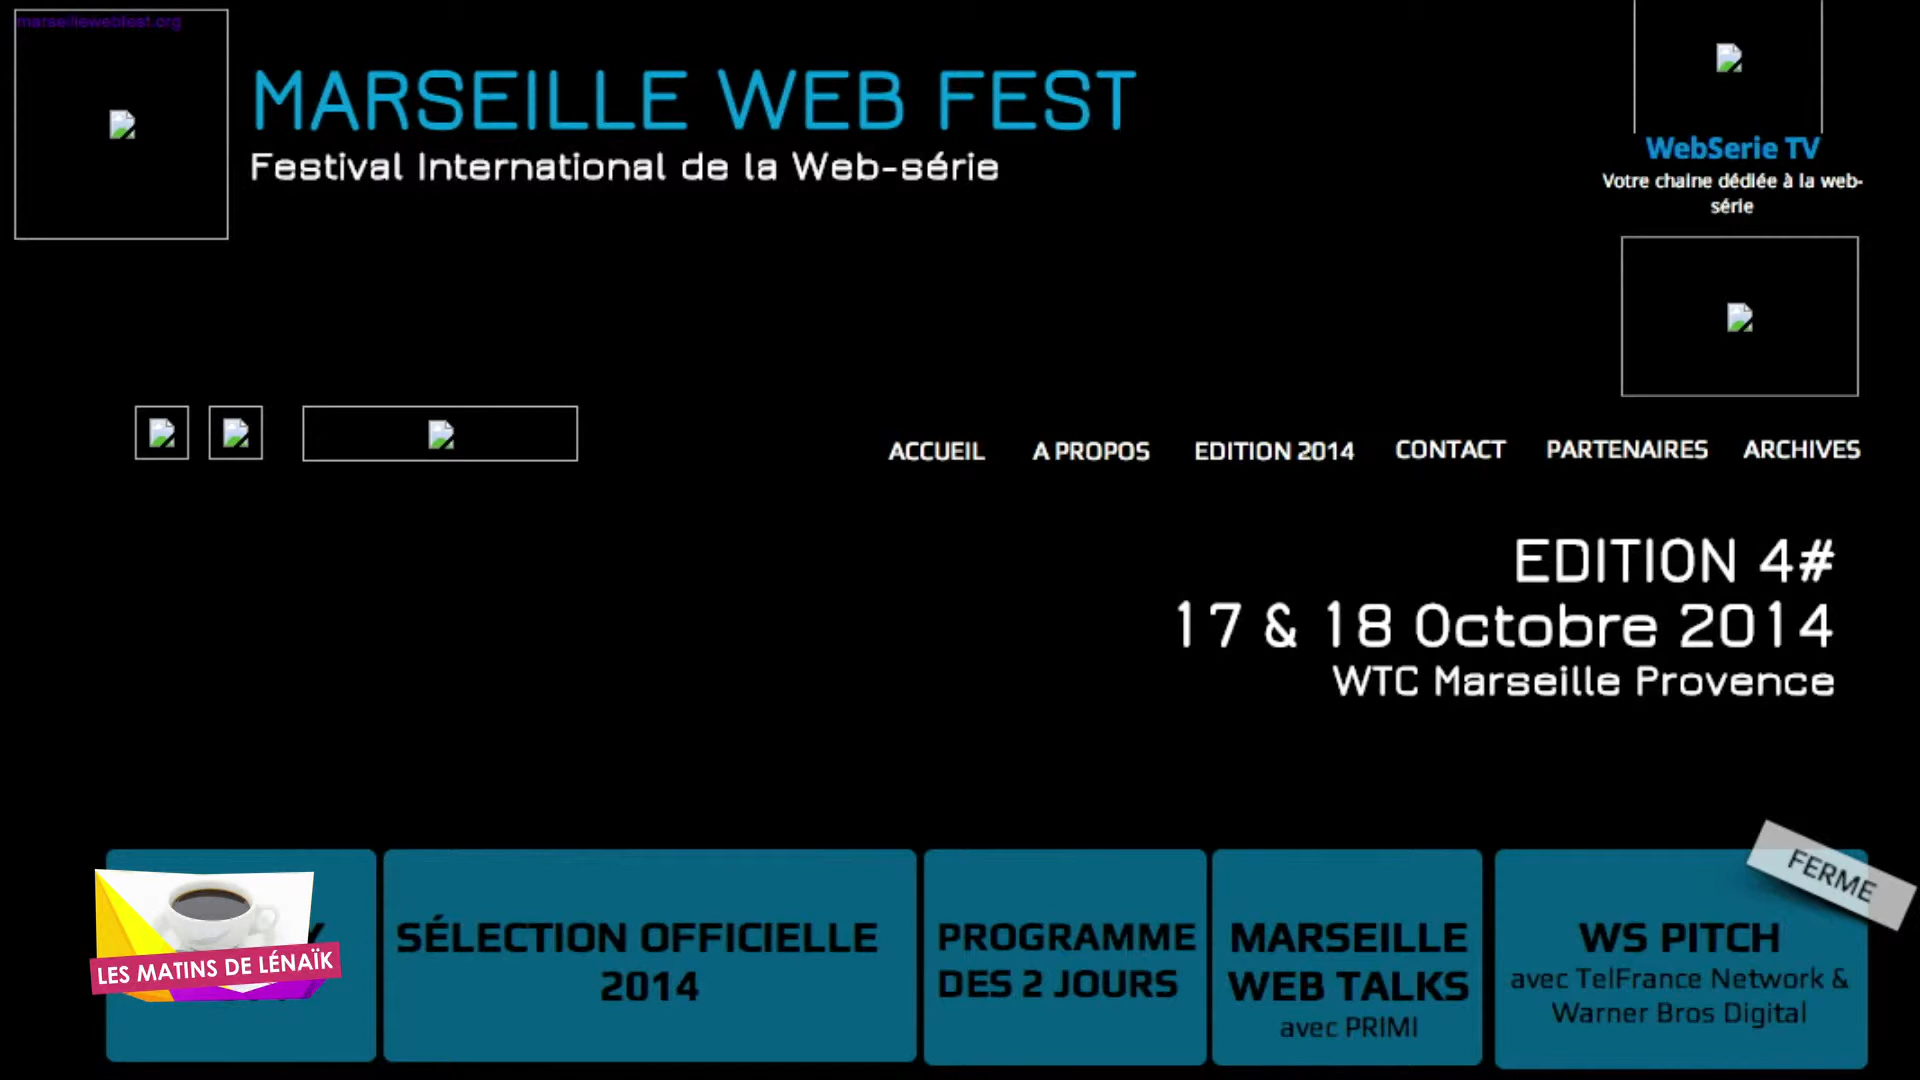 marseillewebfest.org
MARSEILLE WEB FEST
Festival International de la Web-série
WebSerie TV
Votre chaine dédiée à la web-
série
ACCUEIL
A PROPOS
EDITION 2014
CONTACT
PARTENAIRES
ARCHIVES
EDITION 4#
17 & 18 Octobre 2014
WTC Marseille Provence
LES MATINS DE LÉNAÏK
SÉLECTION OFFICIELLE
2014
PROGRAMME
DES 2 JOURS
MARSEILLE
WEB TALKS
avec PRIMI
FERME
WS PITCH
avec TelFrance Network &
Warner Bros Digital